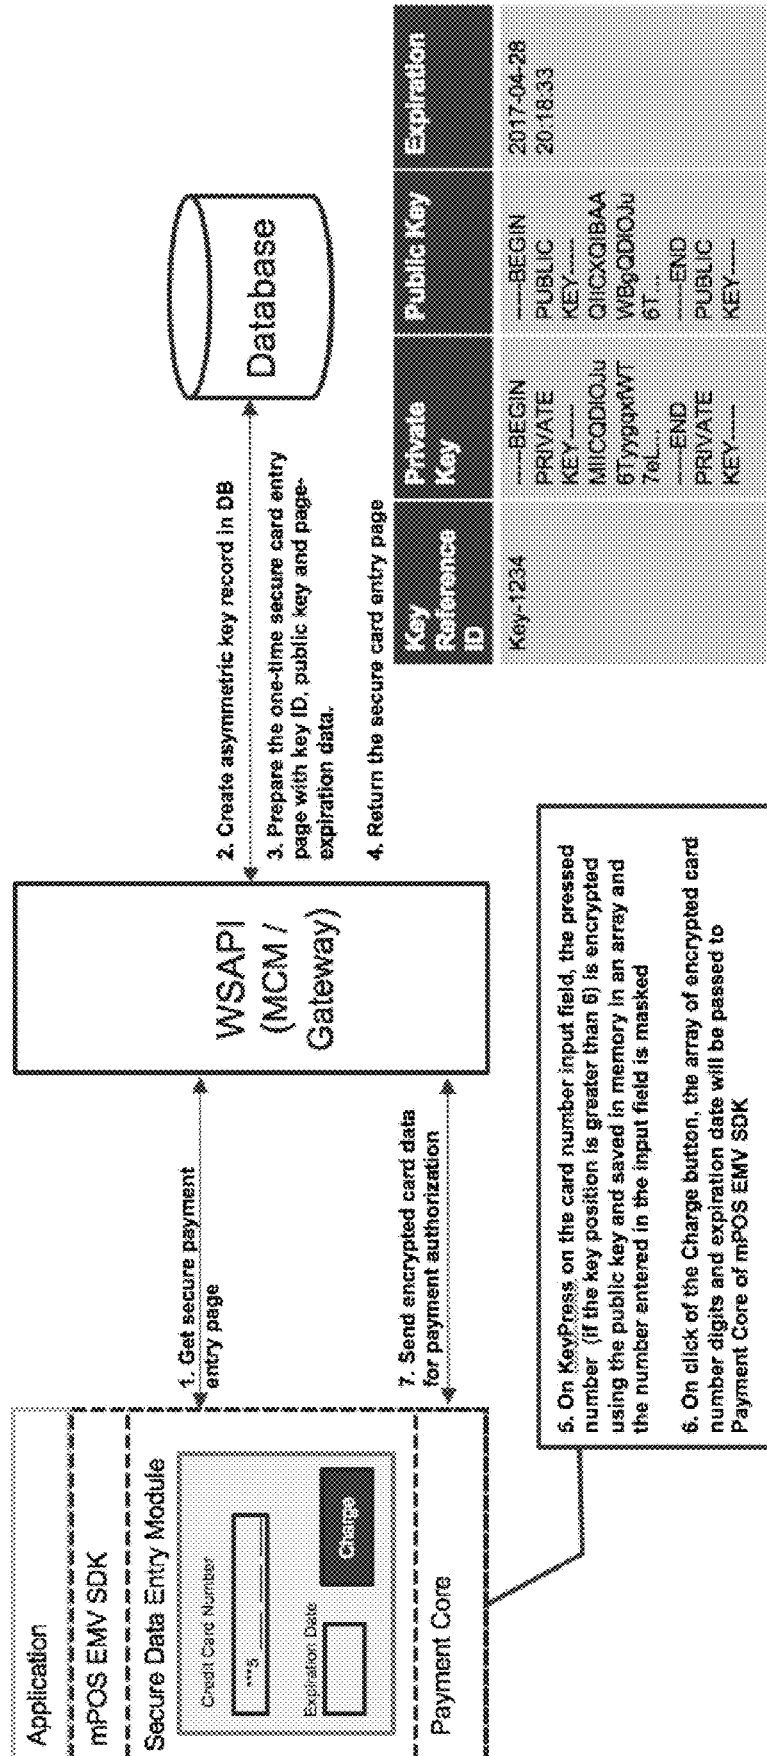 Application
mPOS EMV SDK
Secure Data Entry Module
Credit Card Number
***5
Expiration Date
Charge
Payment Core
1. Get secure payment
entry page
7. Send encrypted card data
for payment authorization
WSAPI
(MCM /
Gateway)
2. Create asymmetric key record in DB
3. Prepare the one-time secure card entry
page with key ID, public key and page-
expiration data.
4. Return the secure card entry page
Database
5. On KeyPress on the card number input field, the pressed
number (if the key position is greater than 6) is encrypted
using the public key and saved in memory in an array and
the number entered in the input field is masked
6. On click of the Charge button, the array of encrypted card
number digits and expiration date will be passed to
Payment Core of mPOS EMV SDK
Key
Reference
ID
Private
Key
Public Key
Expiration
Key-1234
-----BEGIN
PRIVATE
KEY-----
MIICQDIOJu
6TyygqxfWT
7eL...
-----END
PRIVATE
KEY-----
-----BEGIN
PUBLIC
KEY-----
QIICXQIBAA
WBgQDIOJu
6T....
-----END
PUBLIC
KEY-----
2017-04-28
20:18:33